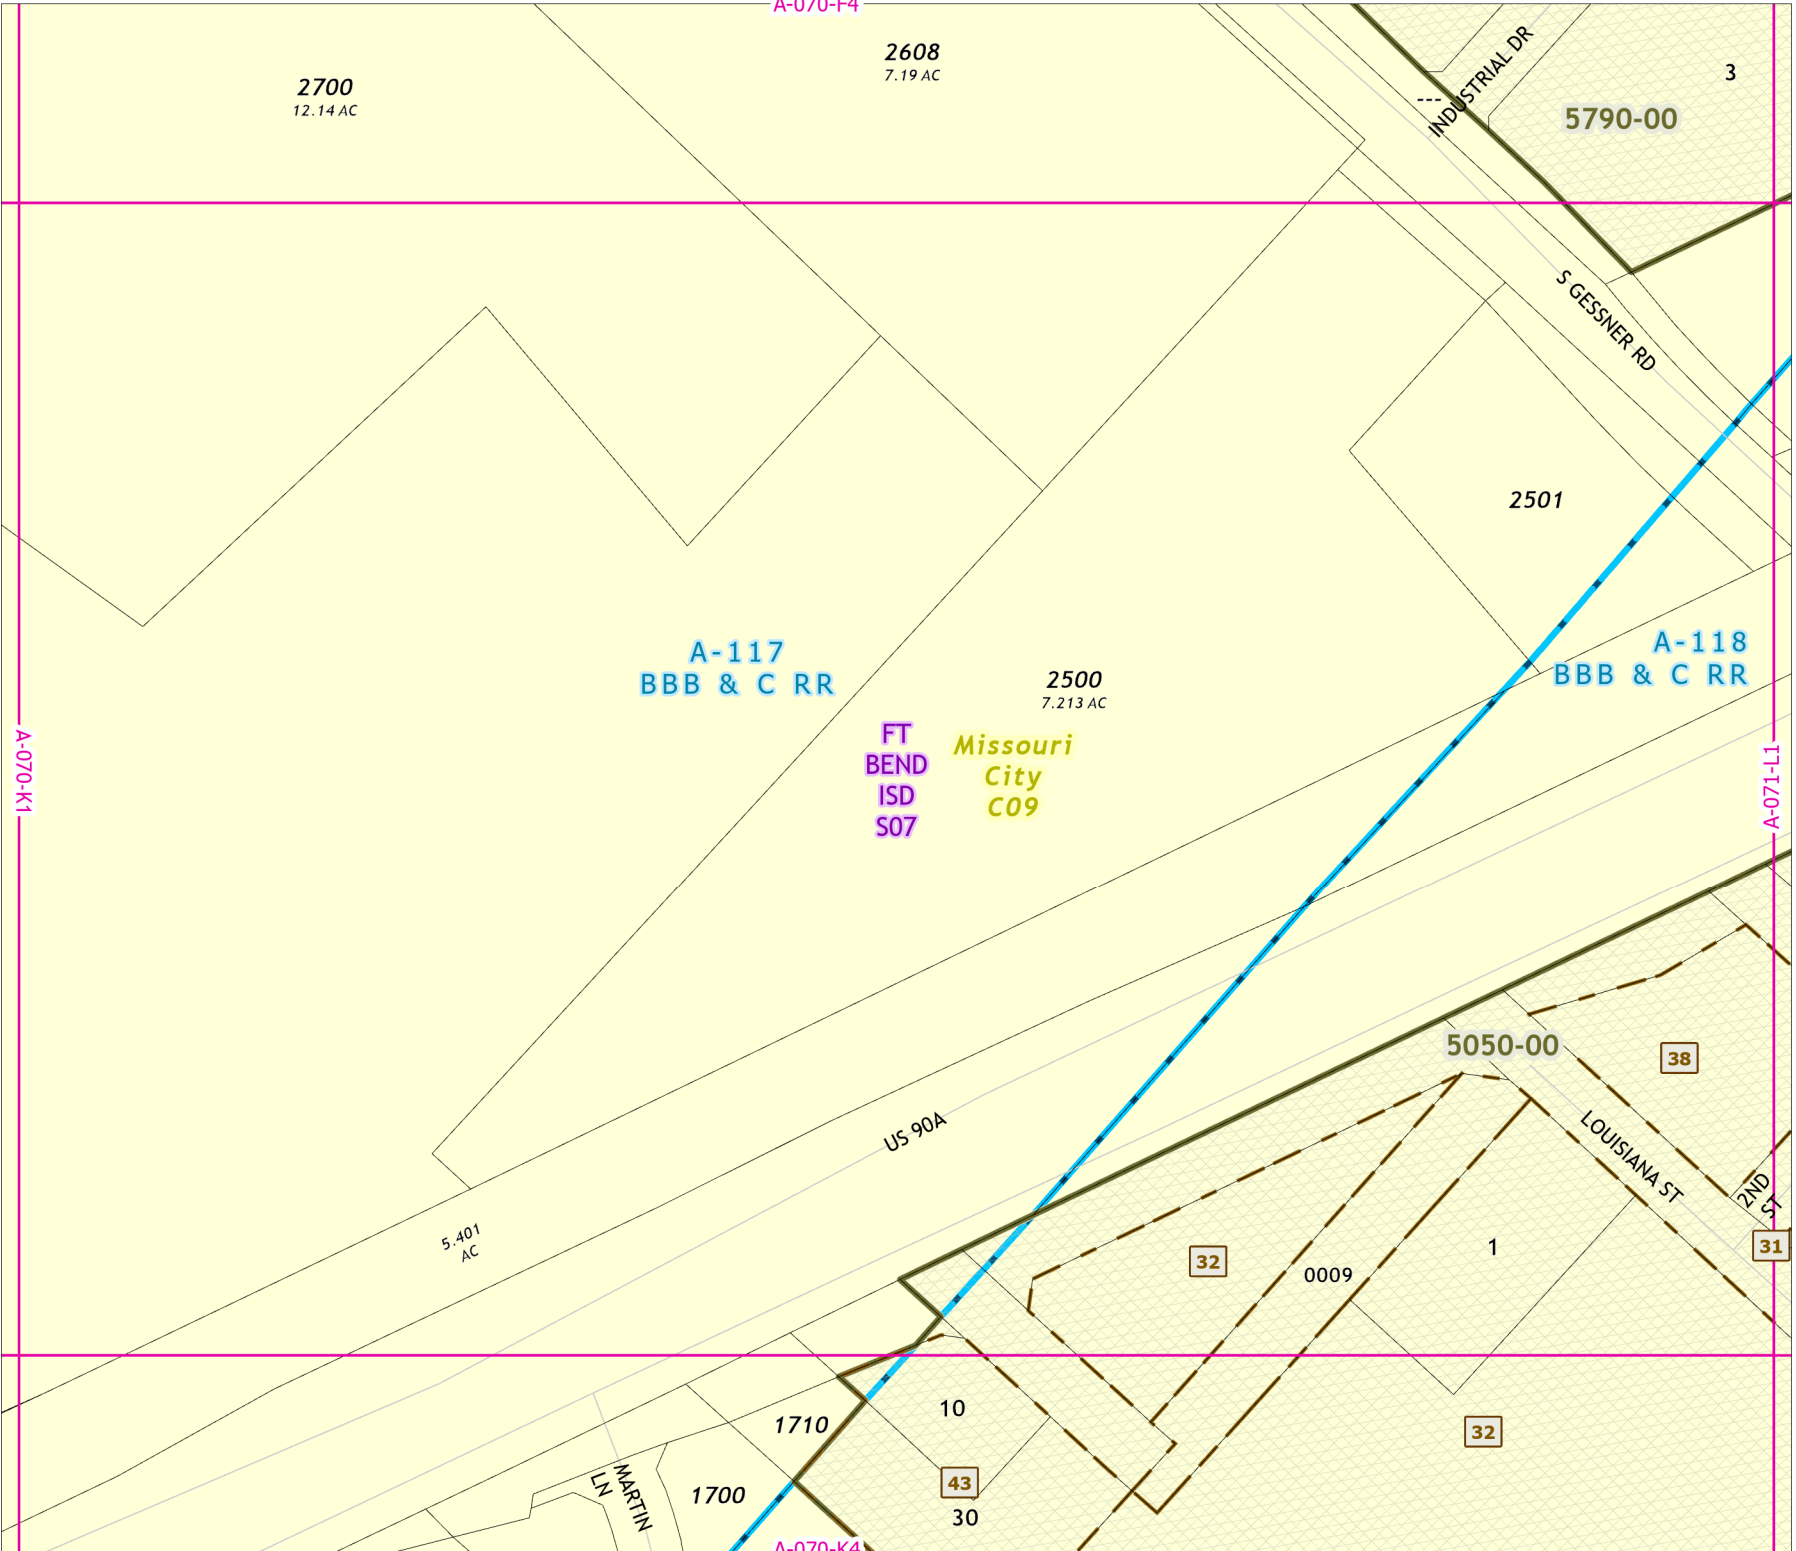 A-070-F4
2608
7.19 AC
2700
12.14 AC
INDUSTRIAL DR
---
3
5790-00
S GESSNER RD
2501
A-117
BBB & C RR
A-118
BBB & C RR
2500
7.213 AC
FT
BEND
ISD
S07
Missouri
City
C09
A-070-K1
A-071-L1
5050-00
38
US 90A
LOUISIANA ST
2ND
ST
5.401
AC
32
0009
1
31
10
1710
32
43
1700
MARTIN
LN
30
A-070-K4